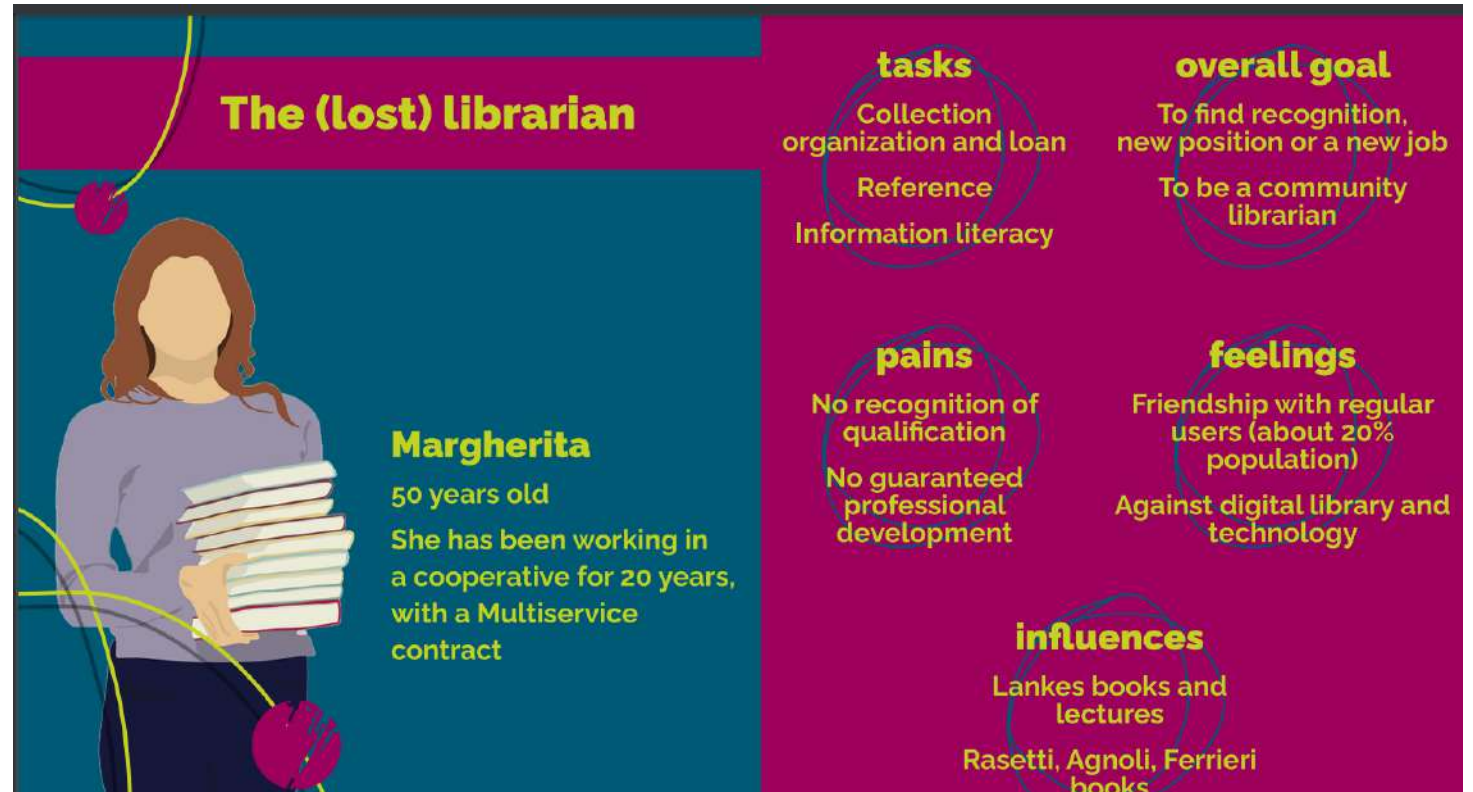 The (lost) librarian
Margherita
50 years old
She has been working in
a cooperative for 20 years,
with a Multiservice
contract
tasks
Collection
organization and loan
Reference
Information literacy
overall goal
To find recognition,
new position or a new job
To be a community
librarian
pains
No recognition of
qualification
No guaranteed
professional
development
feelings
Friendship with regular
users (about 20%
population)
Against digital library and
technology
influences
Lankes books and
lectures
Rasetti, Agnoli, Ferrieri
books